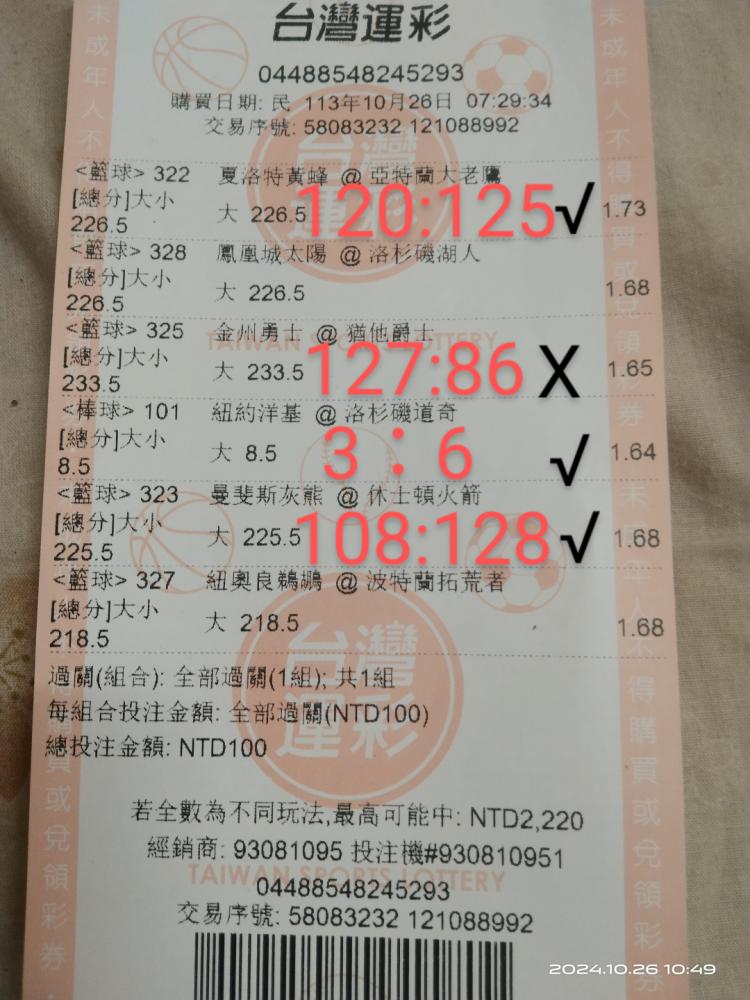 台灣運彩
04488548245293
購買日期: 民 113年10月26日 07:29:34
交易序號: 58083232 121088992
<籃球> 322 夏洛特黃蜂 @ 亞特蘭大老鷹
[總分]大小 大 226.5 120:125 √ 1.73
226.5
<籃球> 328 鳳凰城太陽 @ 洛杉磯湖人
[總分]大小 大 226.5 1.68
226.5
<籃球> 325 金州勇士 @ 猶他爵士
[總分]大小 大 233.5 127:86 X 1.65
233.5
<棒球> 101 紐約洋基 @ 洛杉磯道奇
[總分]大小 大 8.5 3：6 √ 1.64
8.5
<籃球> 323 曼斐斯灰熊 @ 休士頓火箭
[總分]大小 大 225.5 108:128 √ 1.68
225.5
<籃球> 327 紐奧良鵜鶘 @ 波特蘭拓荒者
[總分]大小 大 218.5 1.68
218.5
過關(組合): 全部過關(1組); 共1組
每組合投注金額: 全部過關(NTD100)
總投注金額: NTD100
台灣運彩
若全數為不同玩法,最高可能中: NTD2,220
經銷商: 93081095 投注機#930810951
TAIWAN SPORTS LOTTERY
04488548245293
交易序號: 58083232 121088992
2024.10.26 10:49